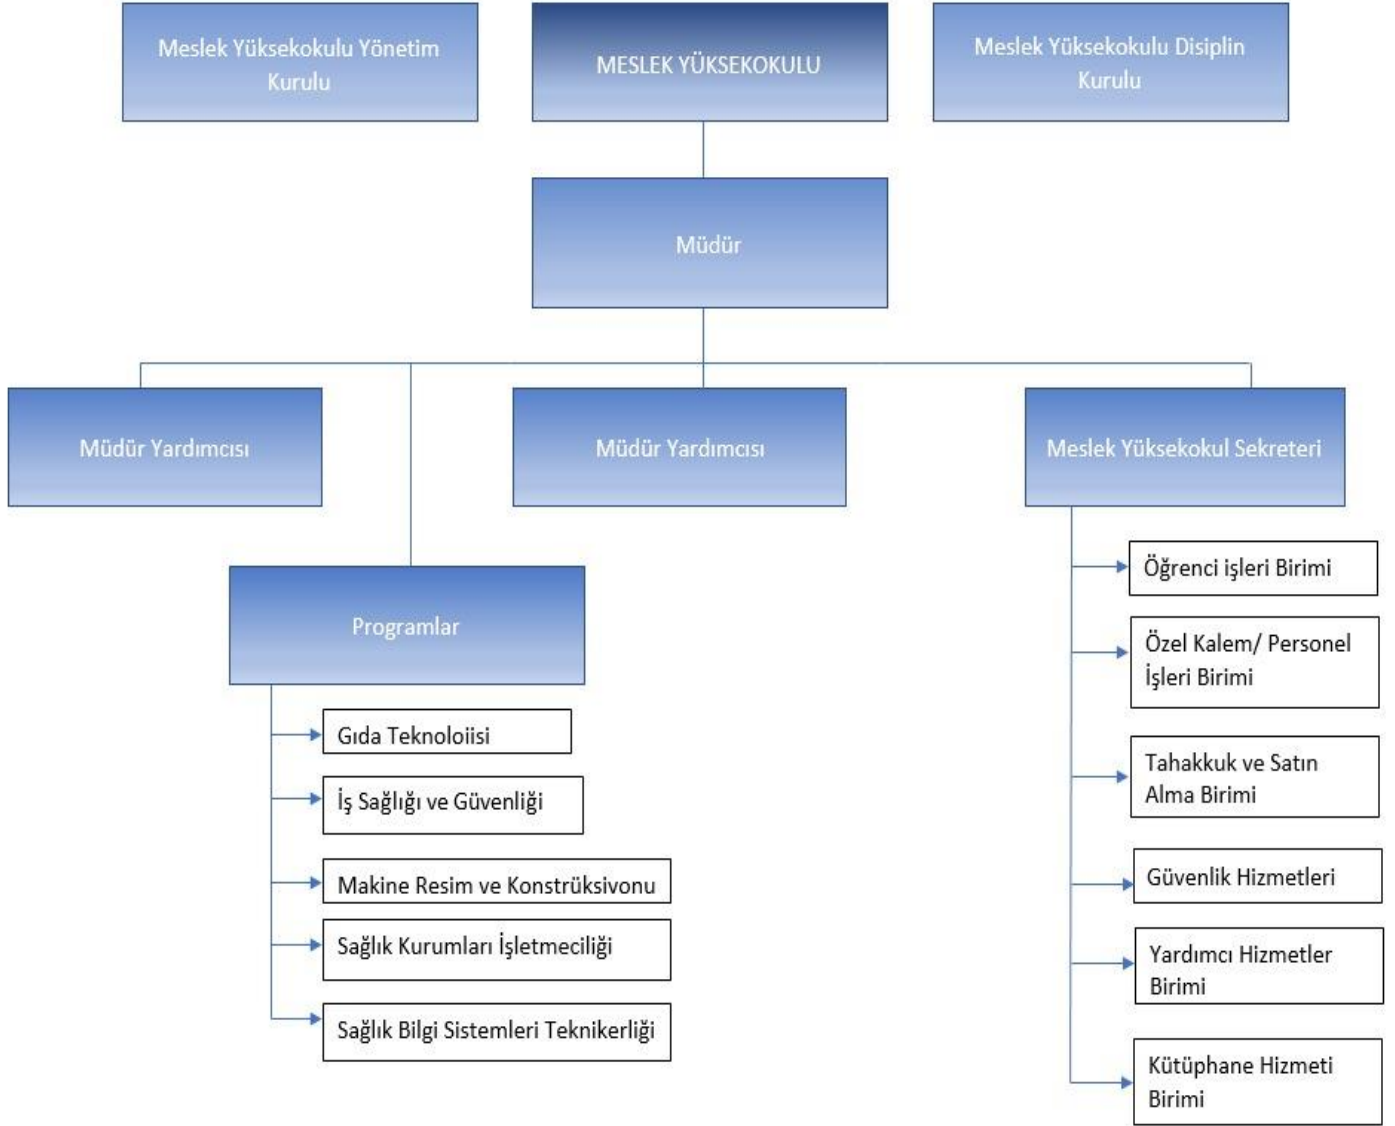 Meslek Yüksekokulu Yönetim
Kurulu
MESLEK YÜKSEKOKULU
Meslek Yüksekokulu Disiplin
Kurulu
Müdür
Müdür Yardımcısı
Müdür Yardımcısı
Meslek Yüksekokul Sekreteri
Programlar
Gıda Teknoloiisi
İş Sağlığı ve Güvenliği
Makine Resim ve Konstrüksivonu
Sağlık Kurumları İşletmeciliği
Sağlık Bilgi Sistemleri Teknikerliği
Öğrenci işleri Birimi
Özel Kalem/ Personel
İşleri Birimi
Tahakkuk ve Satın
Alma Birimi
Güvenlik Hizmetleri
Yardımcı Hizmetler
Birimi
Kütüphane Hizmeti
Birimi